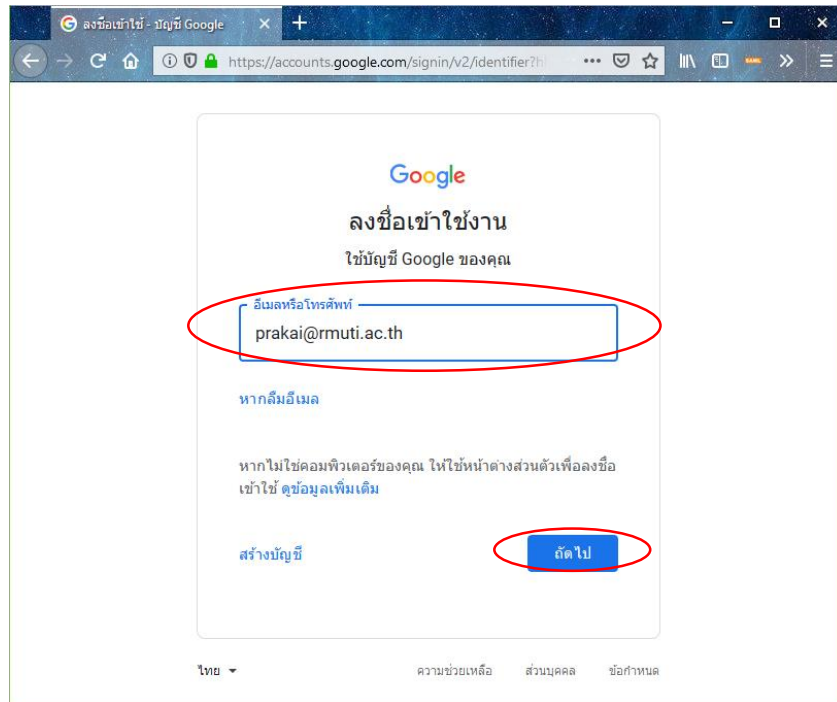 ลงชื่อเข้าใช้ - บัญชี Google
https://accounts.google.com/signin/v2/identifier?h
Google
ลงชื่อเข้าใช้งาน
ใช้บัญชี Google ของคุณ
อีเมลหรือโทรศัพท์
prakai@rmuti.ac.th
หากลืมอีเมล
หากไม่ใช่คอมพิวเตอร์ของคุณ ให้ใช้หน้าต่างส่วนตัวเพื่อลงชื่อ
เข้าใช้ ดูข้อมูลเพิ่มเติม
สร้างบัญชี
ถัดไป
ไทย
ความช่วยเหลือ ส่วนบุคคล ข้อกำหนด